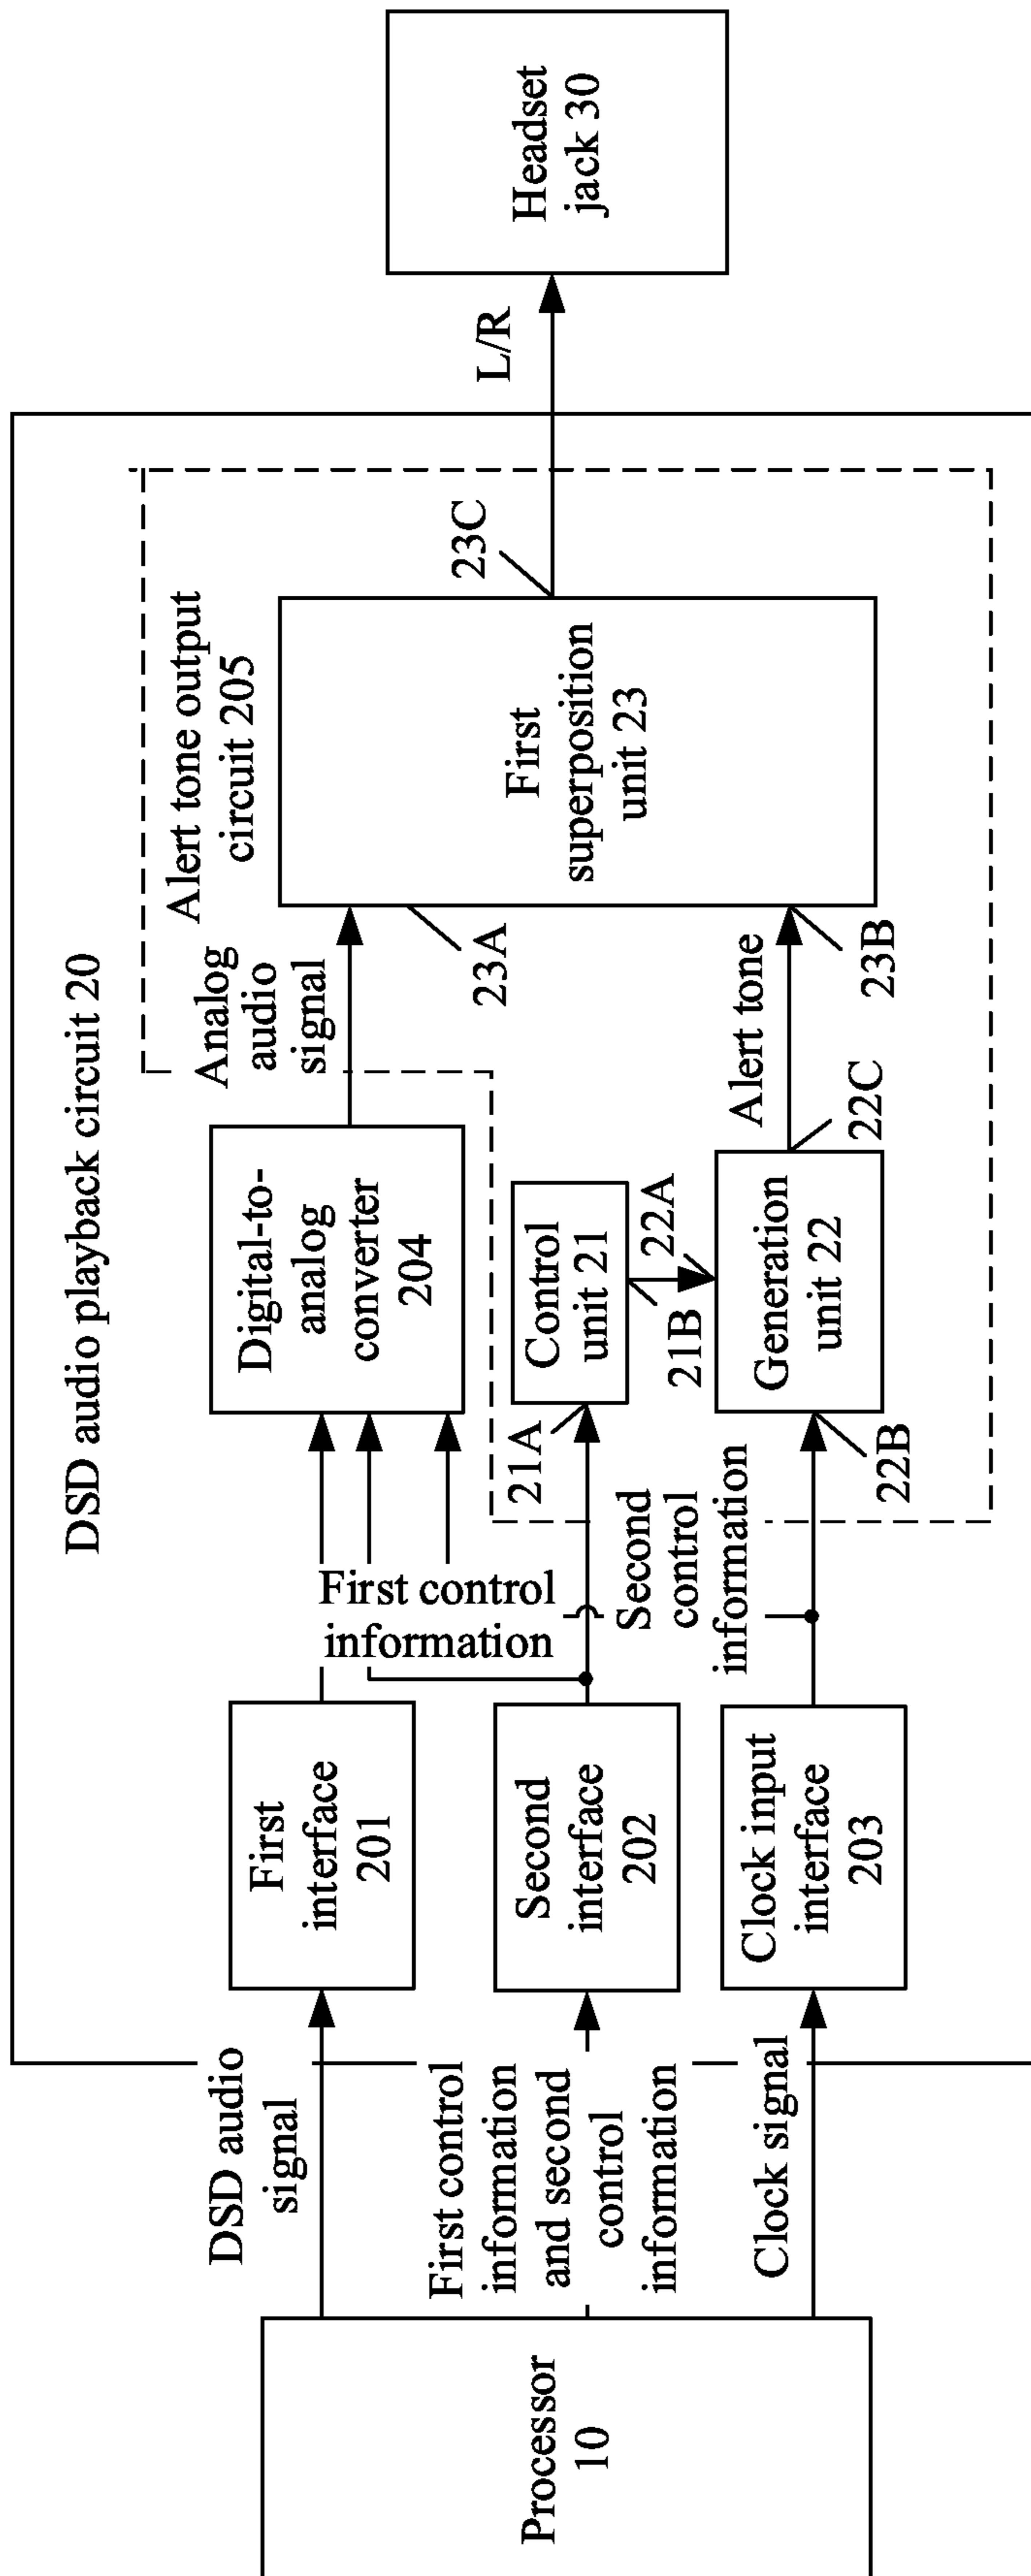 DSD audio playback circuit 20
Processor
10
DSD audio
signal
First control
information
and second
control
information
Clock signal
First
interface
201
Second
interface
202
Clock input
interface
203
First control
information
Second
control
information
Digital-to-
analog
converter
204
21A
Control
unit 21
21B
22A
22B
Generation
unit 22
22C
Analog
audio
signal
Alert tone
Alert tone output
circuit 205
23A
23B
First
superposition
unit 23
23C
L/R
Headset
jack 30